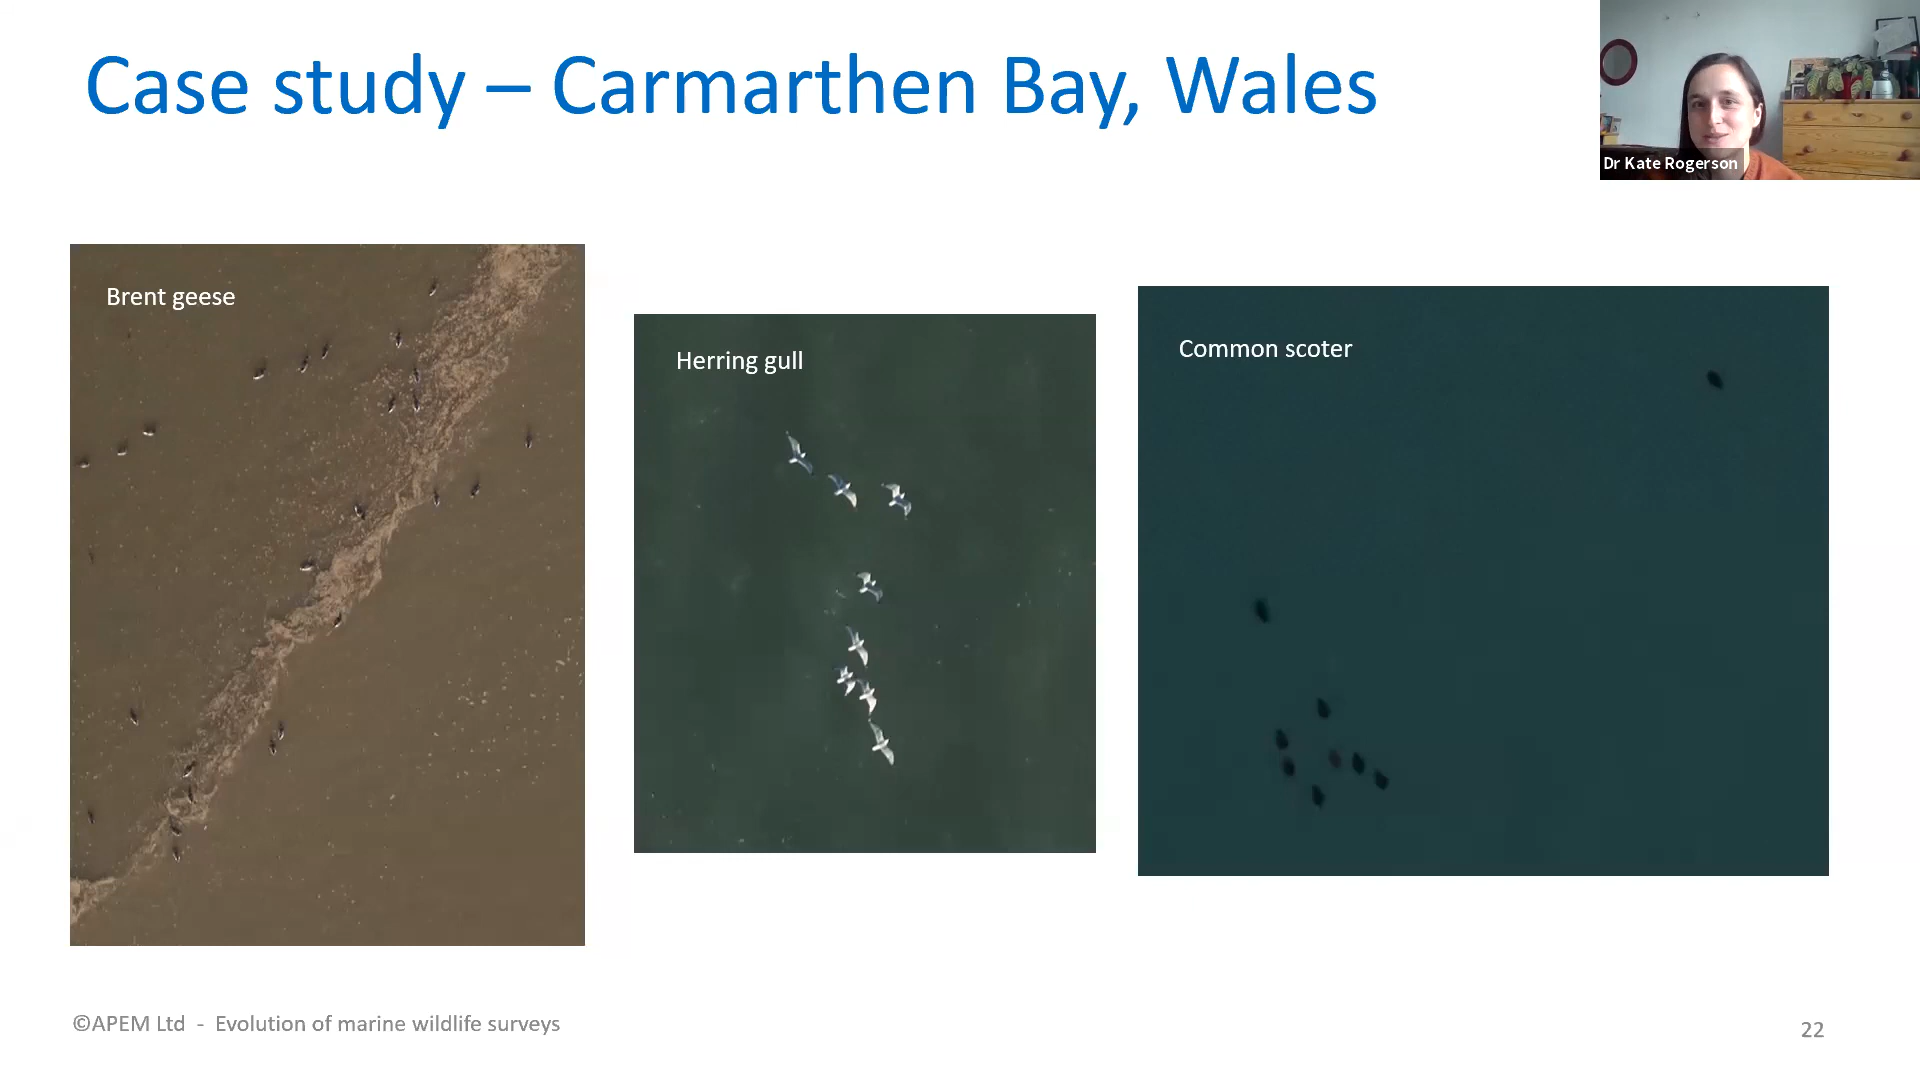 Case study – Carmarthen Bay, Wales
Dr Kate Rogerson
Brent geese
Herring gull
Common scoter
©APEM Ltd - Evolution of marine wildlife surveys
22